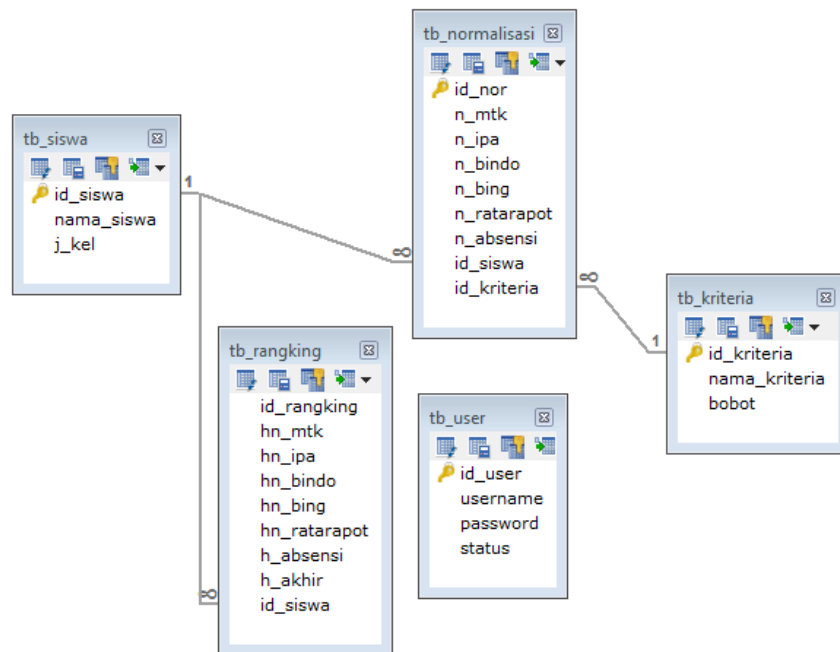 tb_siswa
id_siswa
nama_siswa
j_kel
1
tb_normalisasi
id_nor
n_mtk
n_ipa
n_bindo
n_bing
n_ratarapot
n_absensi
id_siswa
id_kriteria
∞
∞
1
tb_kriteria
id_kriteria
nama_kriteria
bobot
tb_rangking
id_rangking
hn_mtk
hn_ipa
hn_bindo
hn_bing
hn_ratarapot
h_absensi
h_akhir
id_siswa
∞
tb_user
id_user
username
password
status